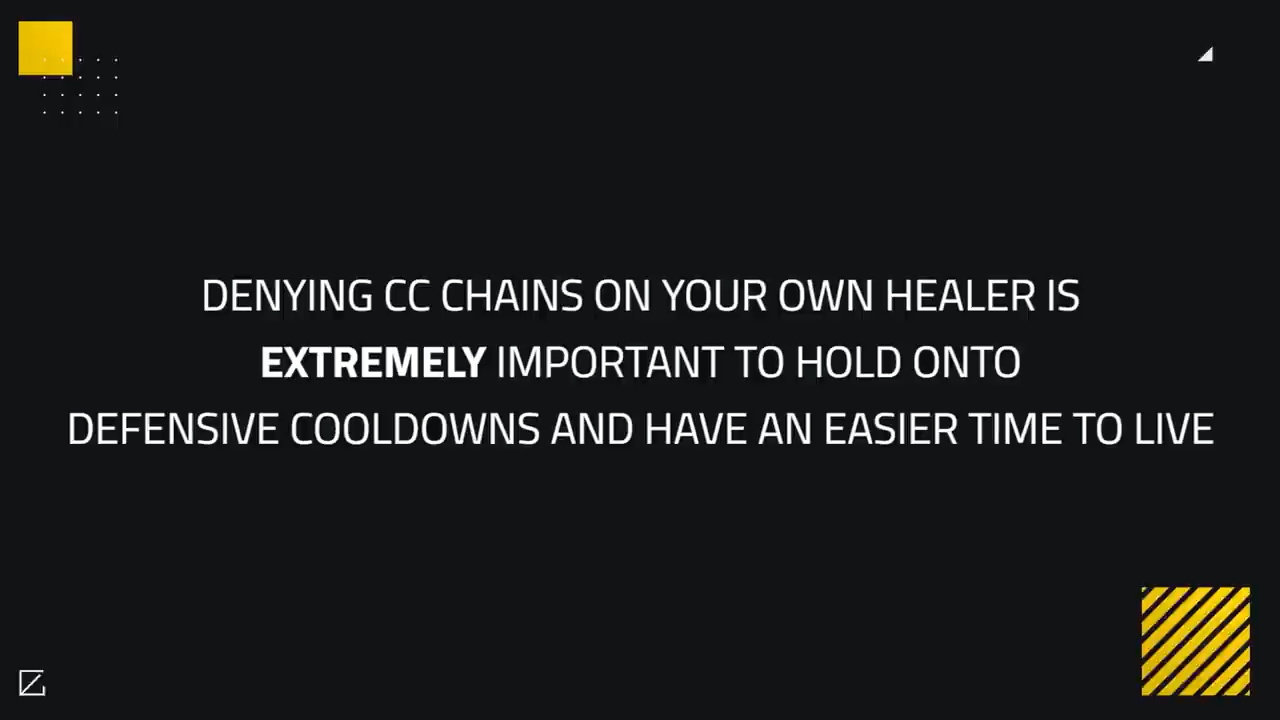 DENYING CC CHAINS ON YOUR OWN HEALER IS
EXTREMELY IMPORTANT TO HOLD ONTO
DEFENSIVE COOLDOWNS AND HAVE AN EASIER TIME TO LIVE